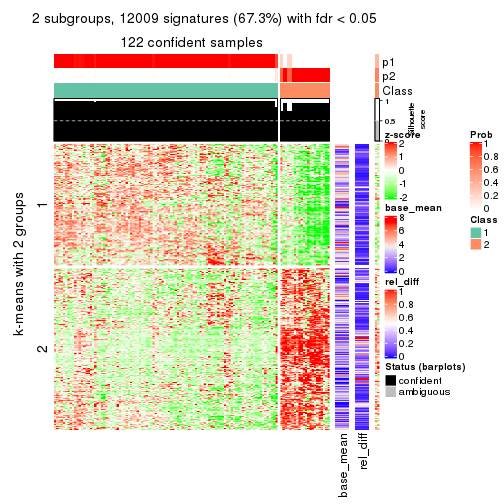 2 subgroups, 12009 signatures (67.3%) with fdr < 0.05
122 confident samples
p1
p2
Class
1
0.5
0
Silhouette
score
k-means with 2 groups
1
2
base_mean
rel_diff
z-score
2
1
0
-1
-2
base_mean
8
6
4
2
0
rel_diff
1
0.8
0.6
0.4
0.2
0
Status (barplots)
confident
ambiguous
Prob
1
0.8
0.6
0.4
0.2
0
Class
1
2